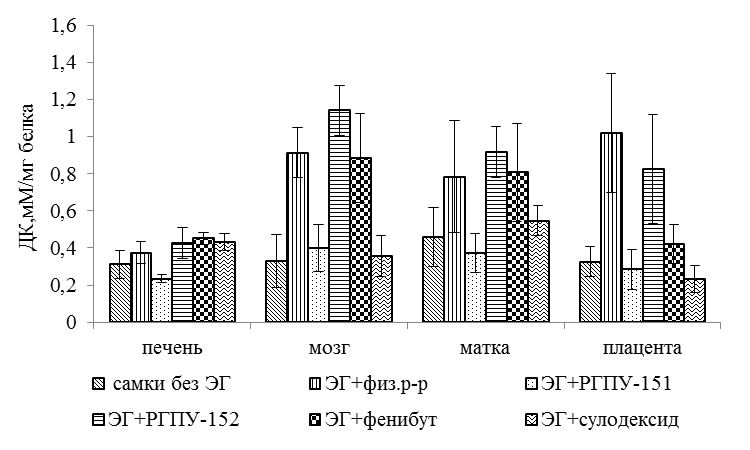 1,6
1,4
1,2
1
0,8
0,6
0,4
0,2
0
ДК,мМ/мг белка
печень мозг матка плацента
самки без ЭГ ЭГ+физ.р-р ЭГ+РГПУ-151
ЭГ+РГПУ-152 ЭГ+фенибут ЭГ+сулодексид